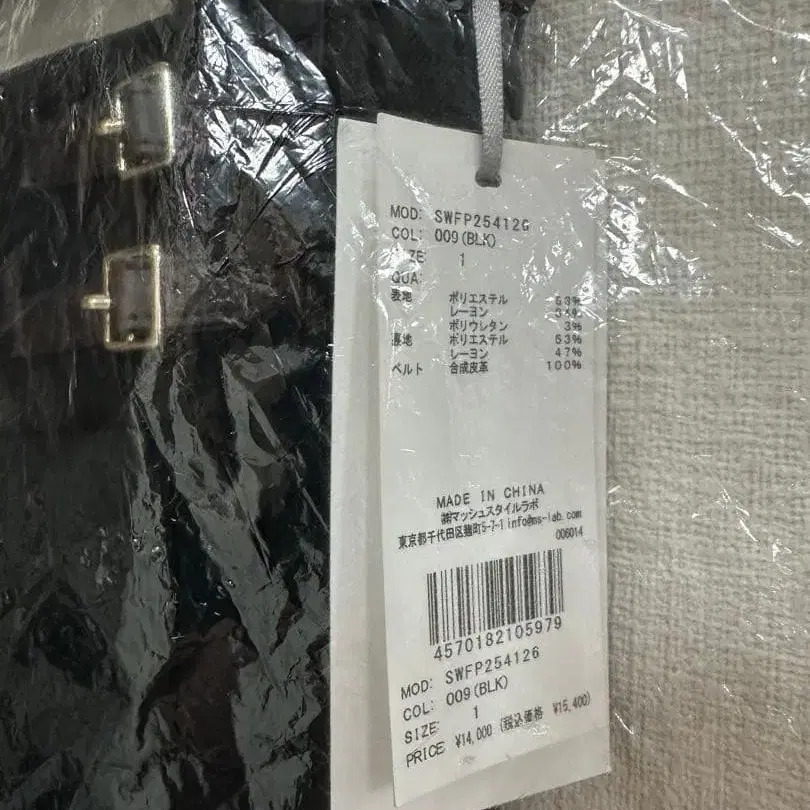 MOD: SWFP254126
COL: 009(BLK)
SIZE: 1
QUA:
表地 ポリエステル 63%
レーヨン 34%
ポリウレタン 3%
裏地 ポリエステル 53%
レーヨン 47%
ベルト 合成皮革 100%
MADE IN CHINA
㈱マッシュスタイルラボ
東京都千代田区麹町5-7-1 info@ms-lab.com
006014
4570182105979
MOD: SWFP254126
COL: 009(BLK)
SIZE: 1
PRICE ¥14,000 (税込価格 ¥15,400)